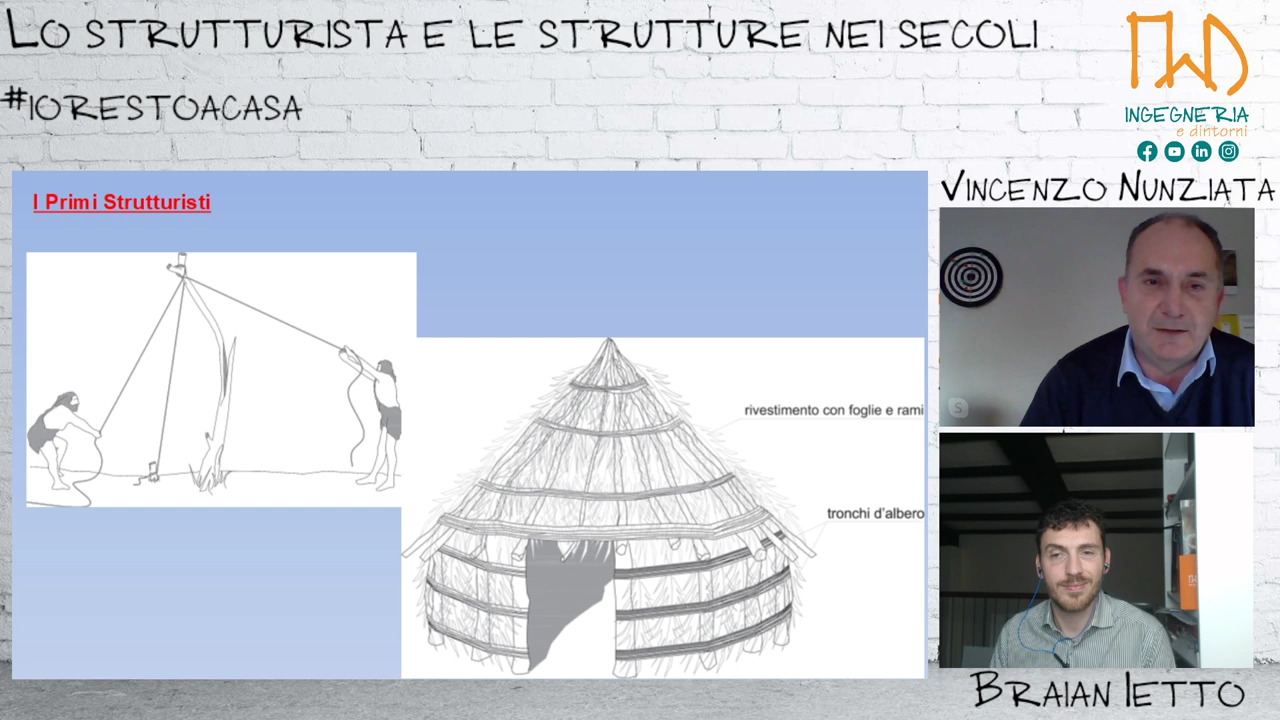 LO STRUTTURISTA E LE STRUTTURE NEI SECOLI
#IORESTOACASA
INGEGNERIA
e dintorni
I Primi Strutturisti
rivestimento con foglie e rami
tronchi d'albero
VINCENZO NUNZIATA
BRAIAN IETTO